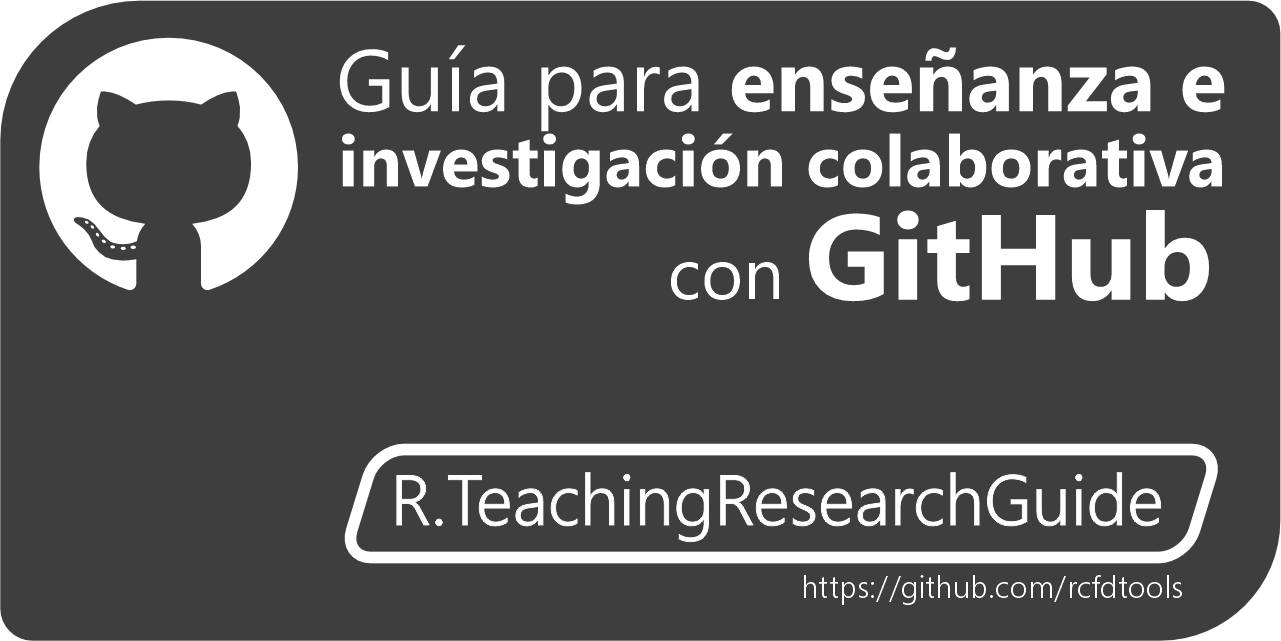 Guía para enseñanza e
investigación colaborativa
con GitHub
R.TeachingResearchGuide
https://github.com/rcfdtools